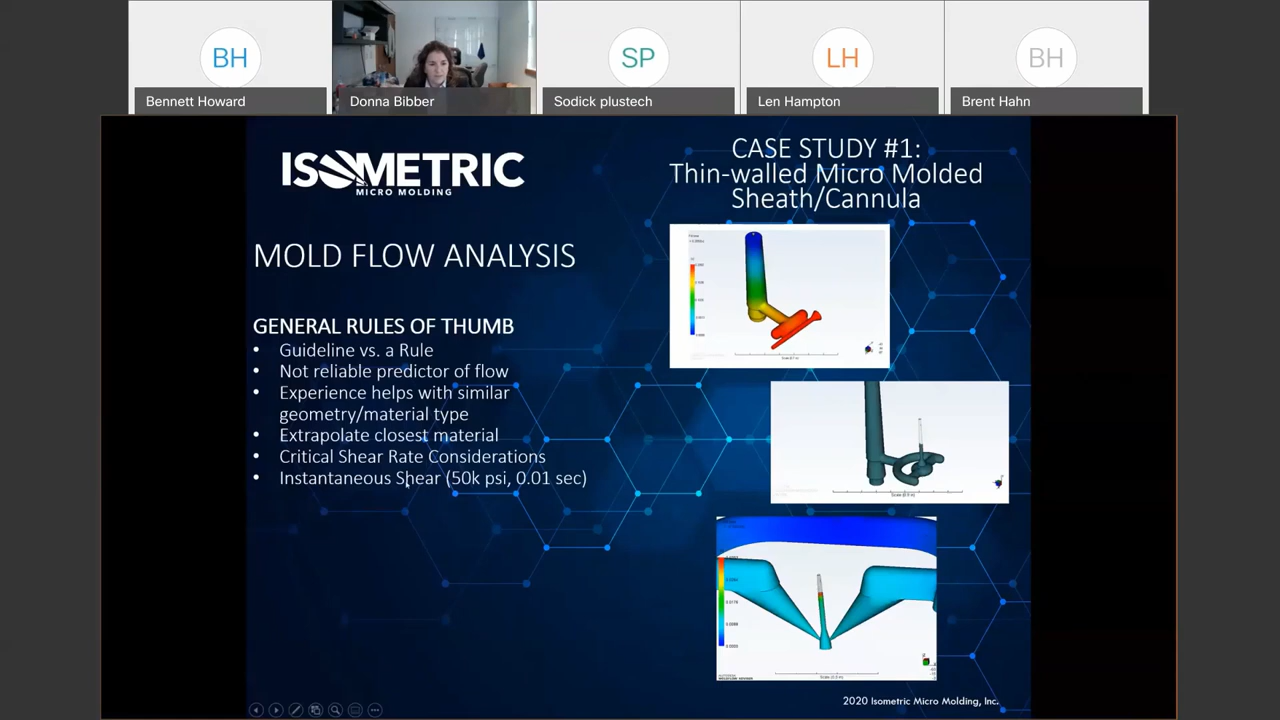 BH
SP
LH
BH
Bennett Howard
Donna Bibber
Sodick plustech
Len Hampton
Brent Hahn
ISOMETRIC
MICRO MOLDING
CASE STUDY #1:
Thin-walled Micro Molded
Sheath/Cannula
MOLD FLOW ANALYSIS
GENERAL RULES OF THUMB
• Guideline vs. a Rule
• Not reliable predictor of flow
• Experience helps with similar
geometry/material type
• Extrapolate closest material
• Critical Shear Rate Considerations
• Instantaneous Shear (50k psi, 0.01 sec)
2020 Isometric Micro Molding, Inc.